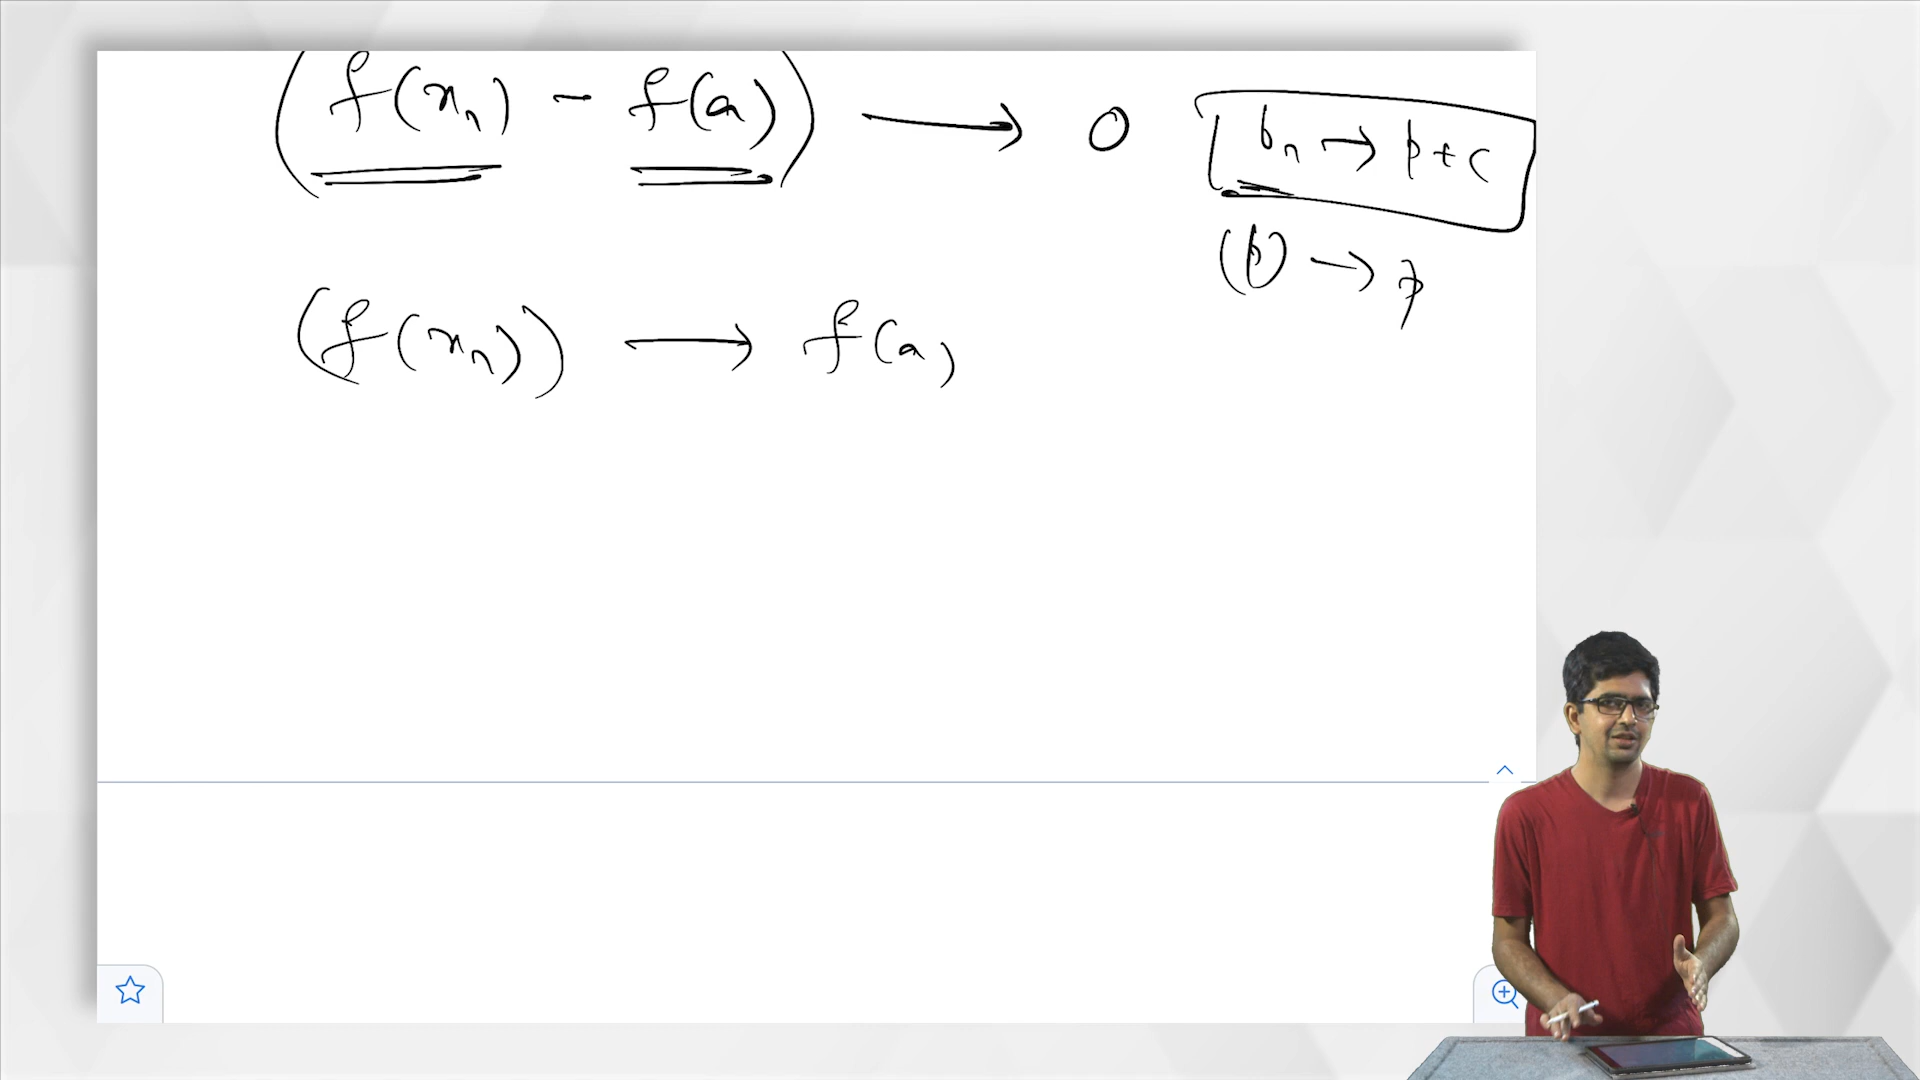 (f(xₙ) - f(a)) → 0
bₙ → p + c
(p) → p
(f(xₙ)) → f(a)